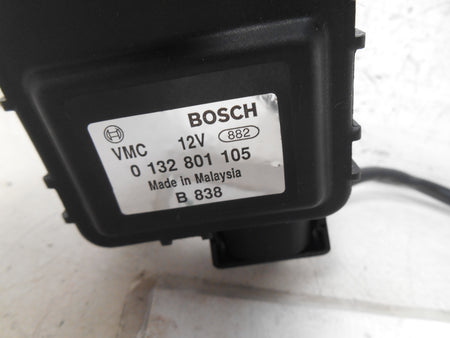 BOSCH
VMC 12V 882
0 132 801 105
Made in Malaysia
B 838